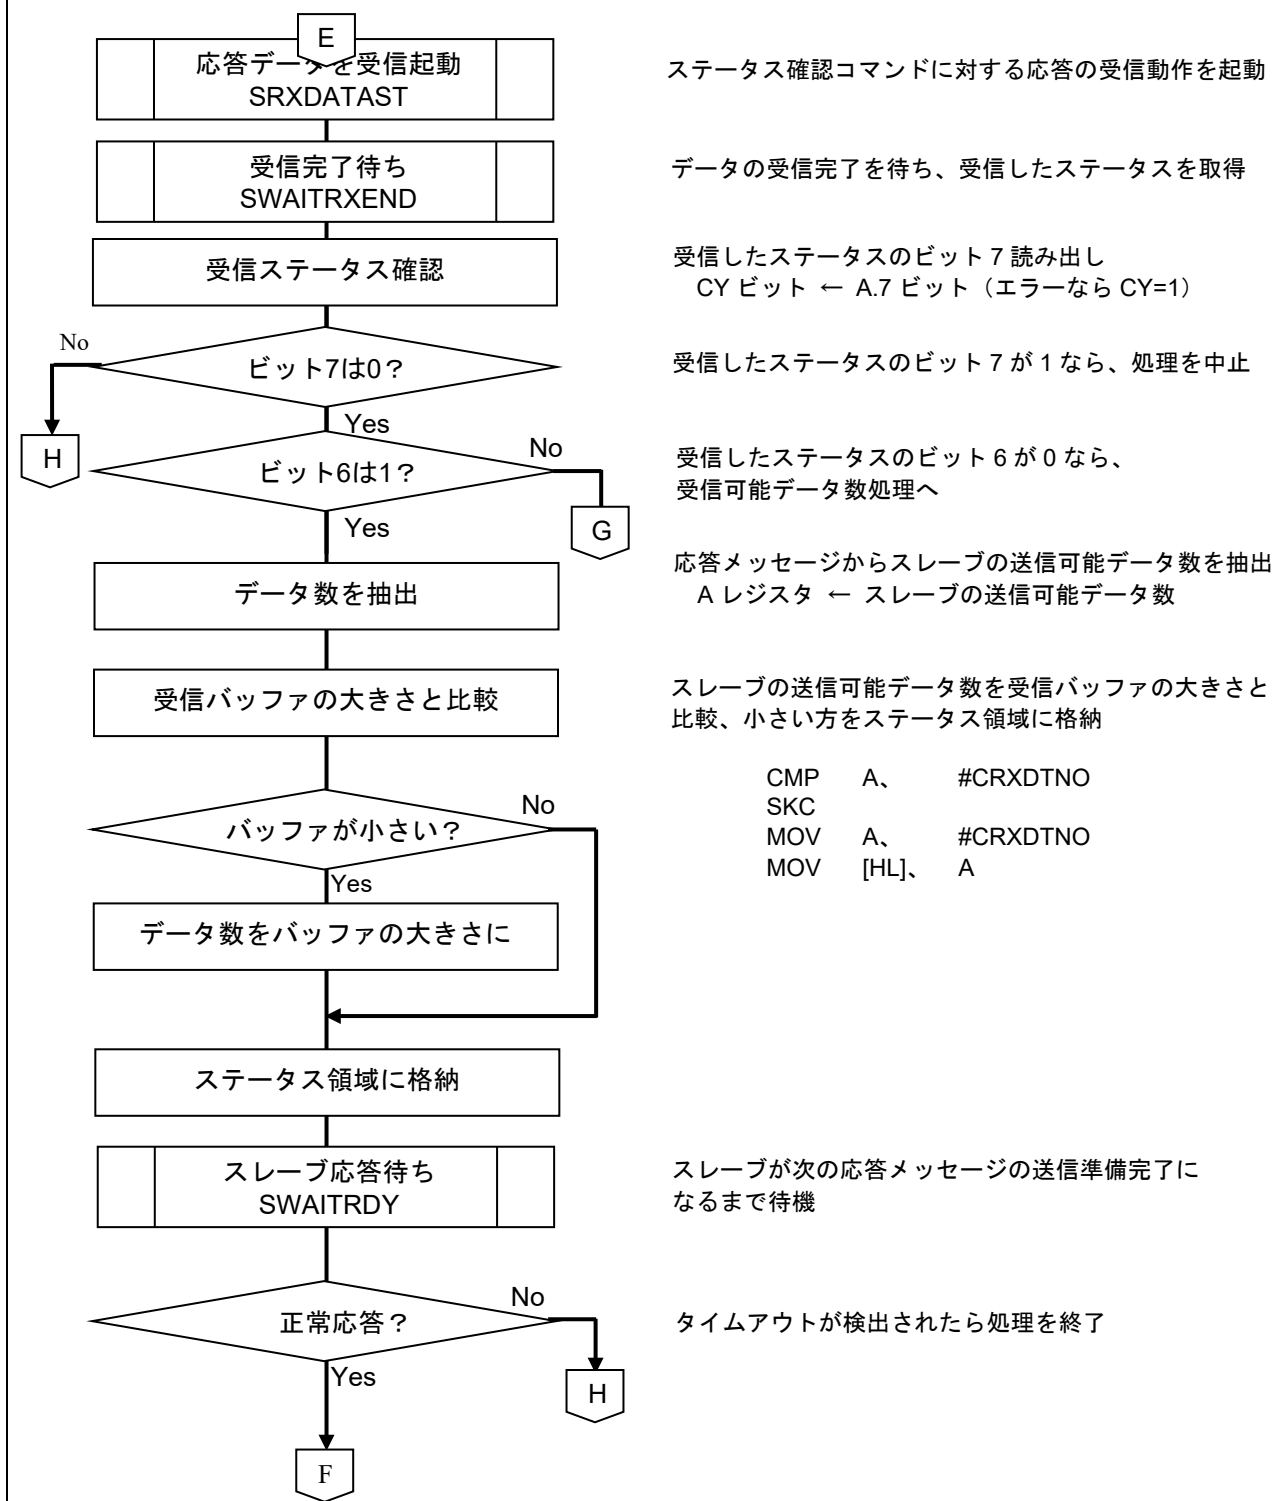 E
応答データを受信起動
SRXDATAST
ステータス確認コマンドに対する応答の受信動作を起動
受信完了待ち
SWAITRXEND
データの受信完了を待ち、受信したステータスを取得
受信ステータス確認
受信したステータスのビット 7 読み出し
CY ビット ← A.7 ビット（エラーなら CY=1）
No
ビット7は0？
受信したステータスのビット 7 が 1 なら、処理を中止
Yes
H
No
ビット6は1？
受信したステータスのビット 6 が 0 なら、
受信可能データ数処理へ
Yes
G
データ数を抽出
応答メッセージからスレーブの送信可能データ数を抽出
A レジスタ ← スレーブの送信可能データ数
受信バッファの大きさと比較
スレーブの送信可能データ数を受信バッファの大きさと
比較、小さい方をステータス領域に格納
CMP A、 #CRXDTNO
SKC
MOV A、 #CRXDTNO
MOV [HL]、 A
No
バッファが小さい？
Yes
データ数をバッファの大きさに
ステータス領域に格納
スレーブ応答待ち
SWAITRDY
スレーブが次の応答メッセージの送信準備完了に
なるまで待機
No
正常応答？
タイムアウトが検出されたら処理を終了
Yes
H
F